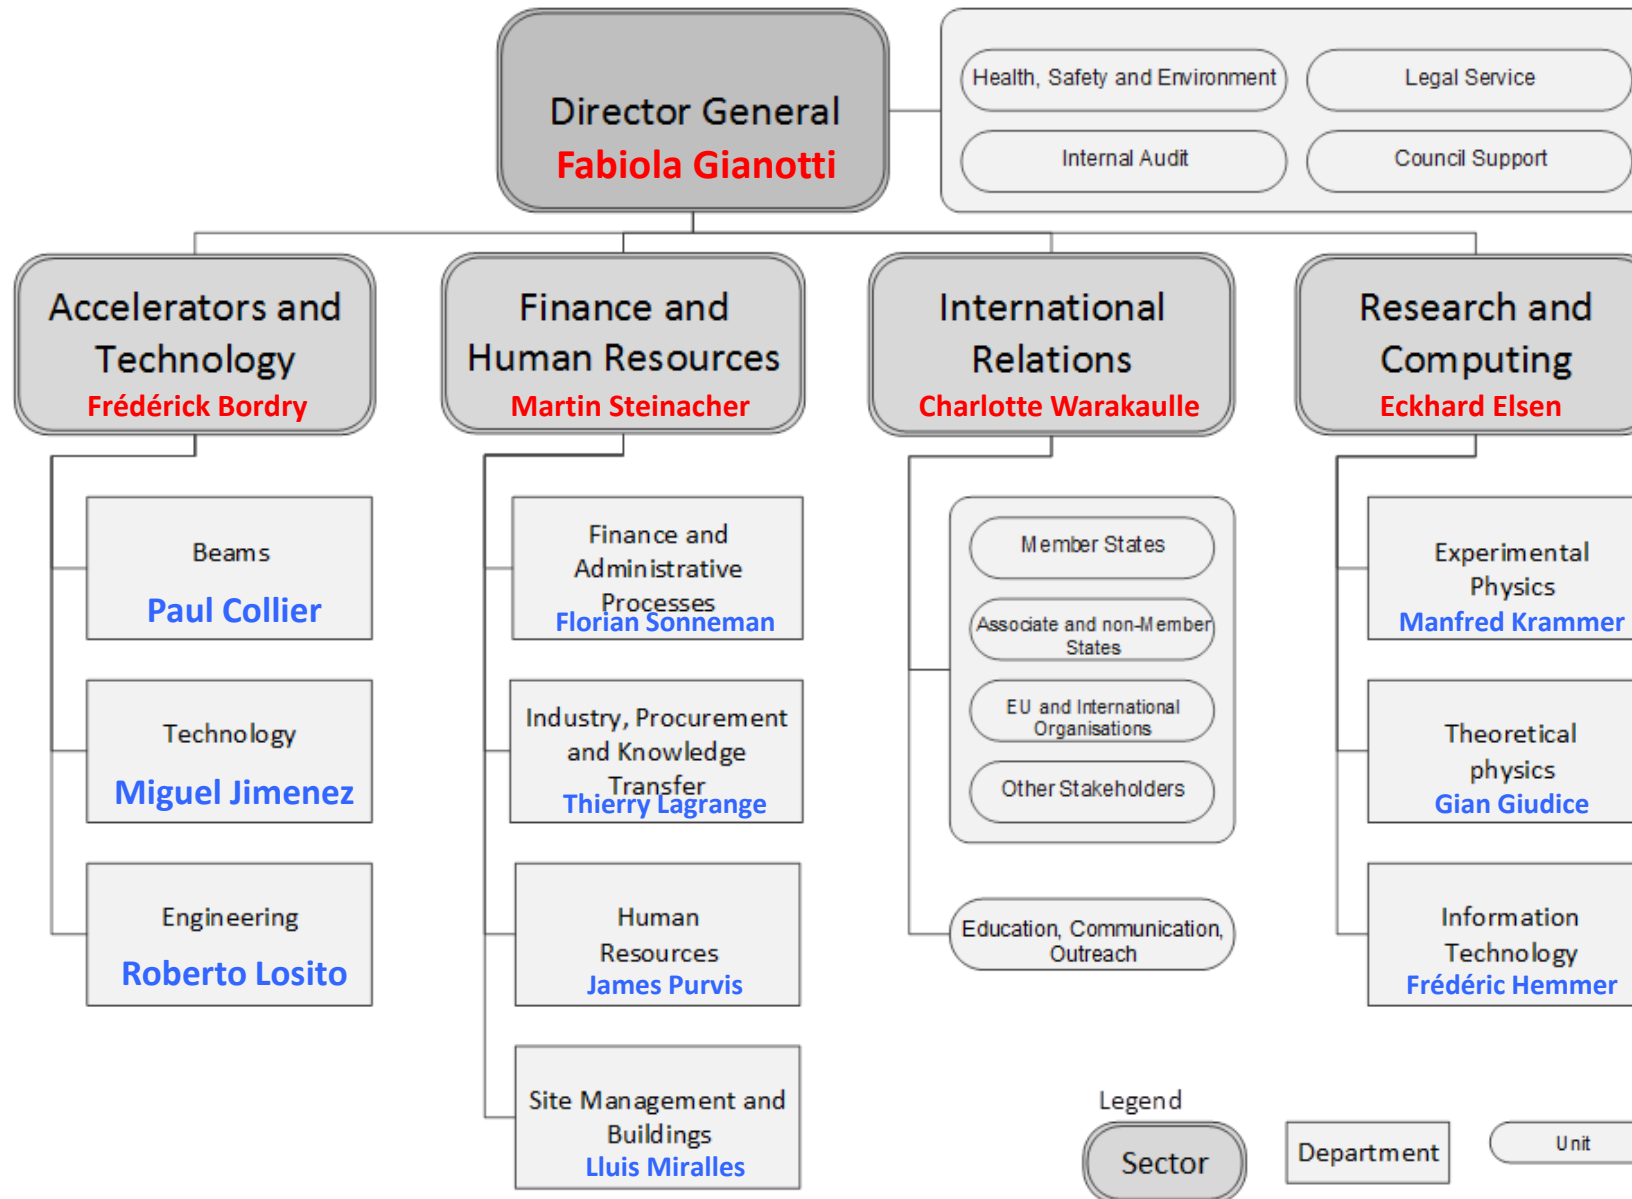 Director General
Fabiola Gianotti
Health, Safety and Environment
Legal Service
Internal Audit
Council Support
Accelerators and
Technology
Frédérick Bordry
Finance and
Human Resources
Martin Steinacher
International
Relations
Charlotte Warakaulle
Research and
Computing
Eckhard Elsen
Beams
Paul Collier
Technology
Miguel Jimenez
Engineering
Roberto Losito
Finance and
Administrative
Processes
Florian Sonneman
Industry, Procurement
and Knowledge
Transfer
Thierry Lagrange
Human
Resources
James Purvis
Site Management and
Buildings
Lluis Miralles
Member States
Associate and non-Member
States
EU and International
Organisations
Other Stakeholders
Education, Communication,
Outreach
Experimental
Physics
Manfred Krammer
Theoretical
physics
Gian Giudice
Information
Technology
Frédéric Hemmer
Legend
Sector
Department
Unit